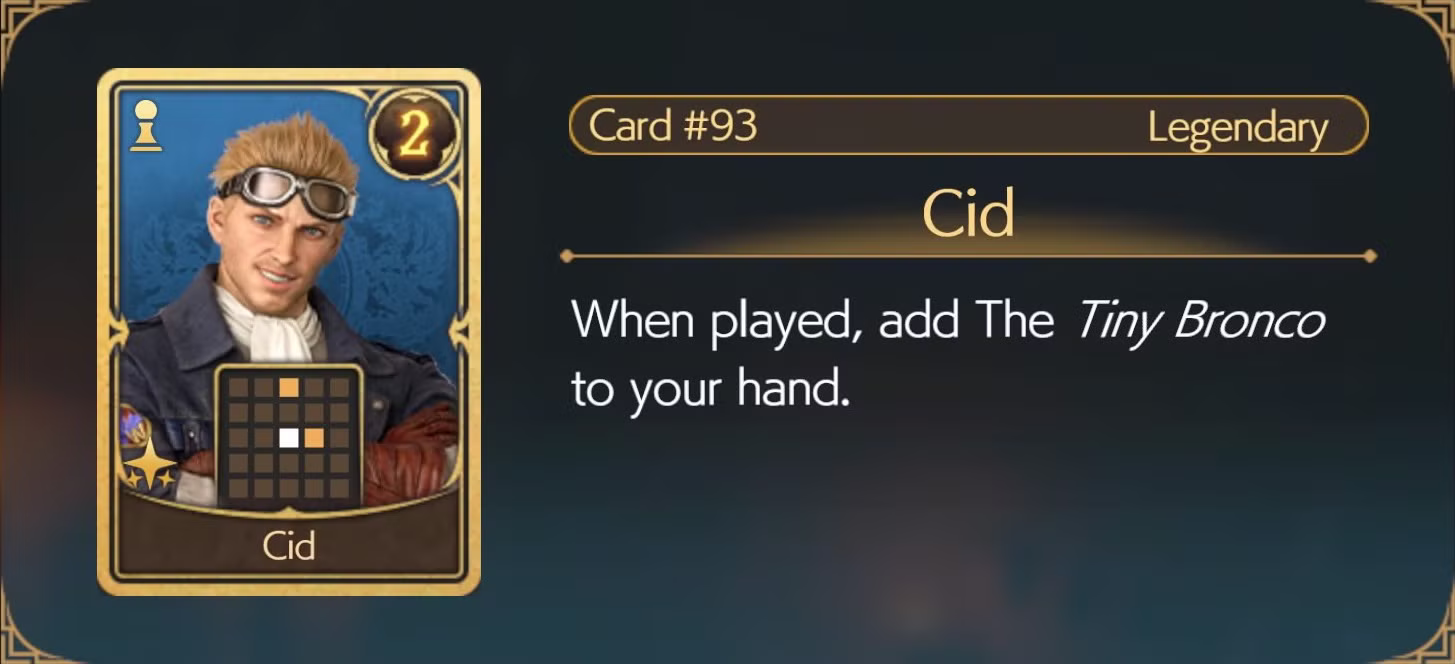 2
Cid
Card #93
Legendary
Cid
When played, add The Tiny Bronco
to your hand.